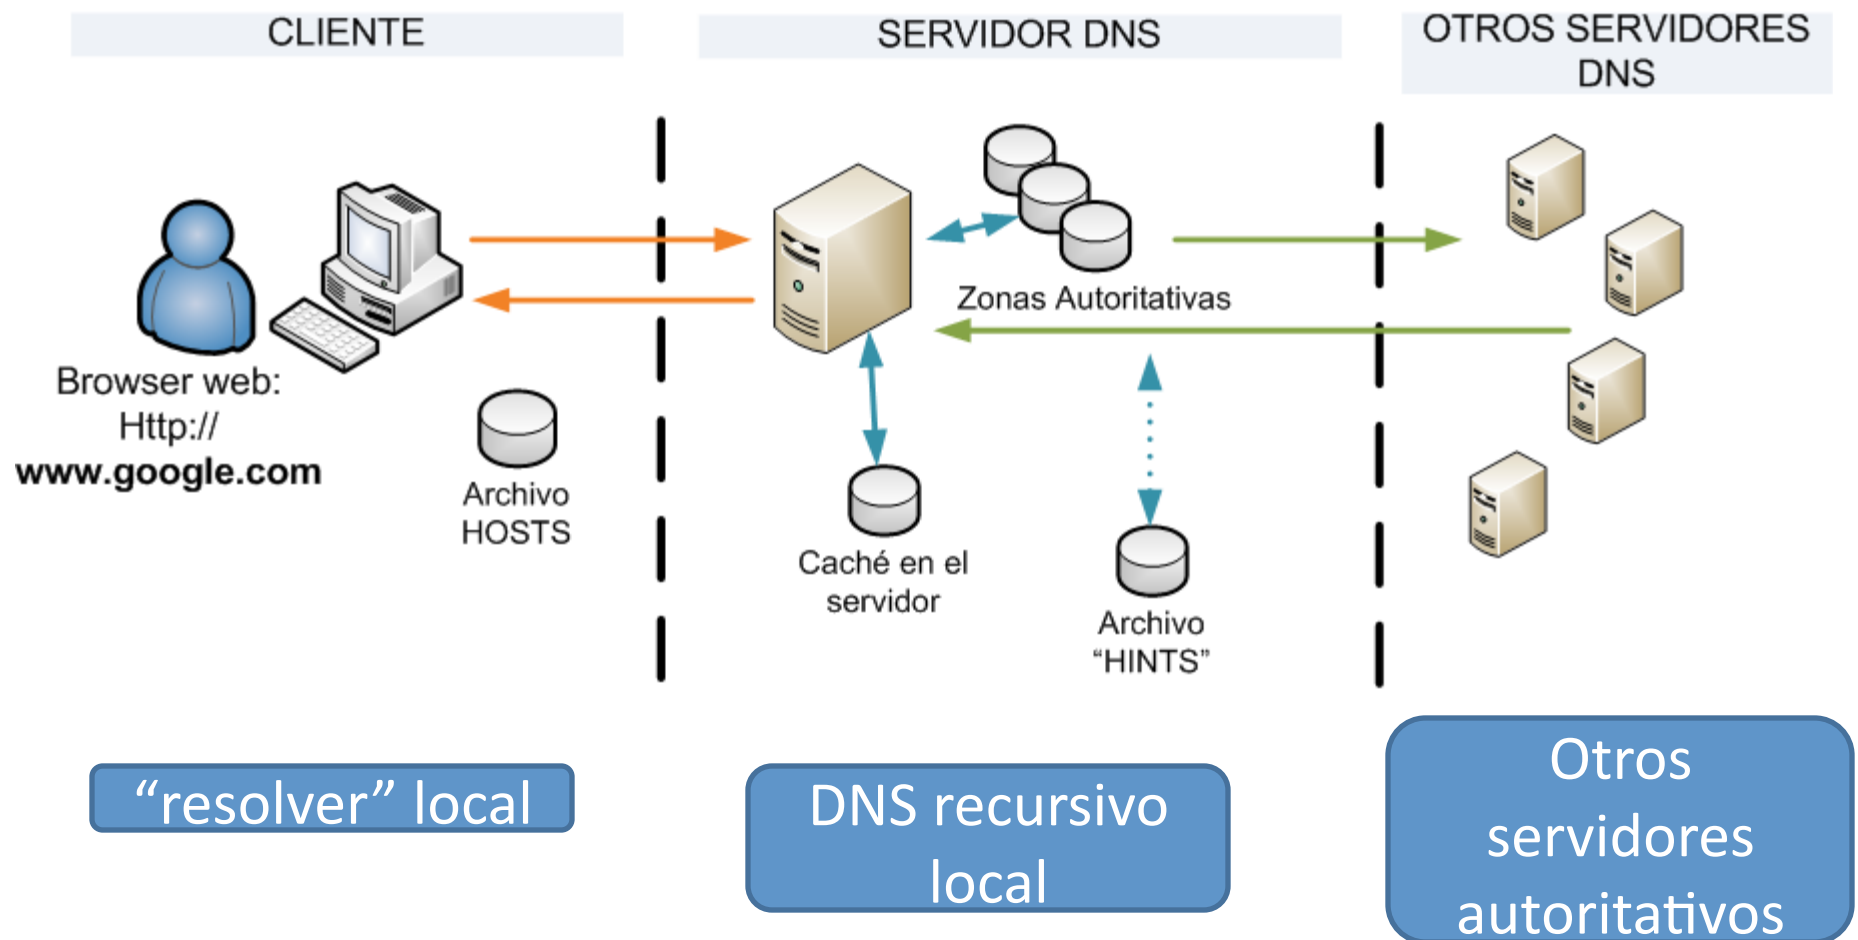 CLIENTE
SERVIDOR DNS
OTROS SERVIDORES
DNS
Browser web:
Http://
www.google.com
Archivo
HOSTS
Zonas Autoritativas
Caché en el
servidor
Archivo
“HINTS”
“resolver” local
DNS recursivo
local
Otros
servidores
autoritativos